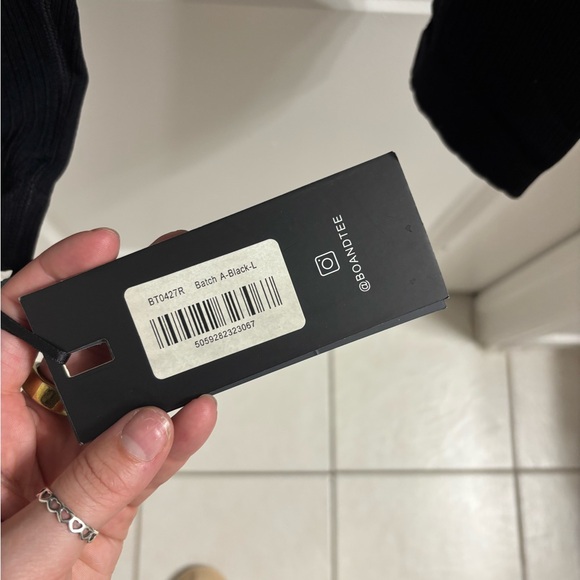 BT0427R Batch A-Black-L
5059282323067
@BOANDTEE